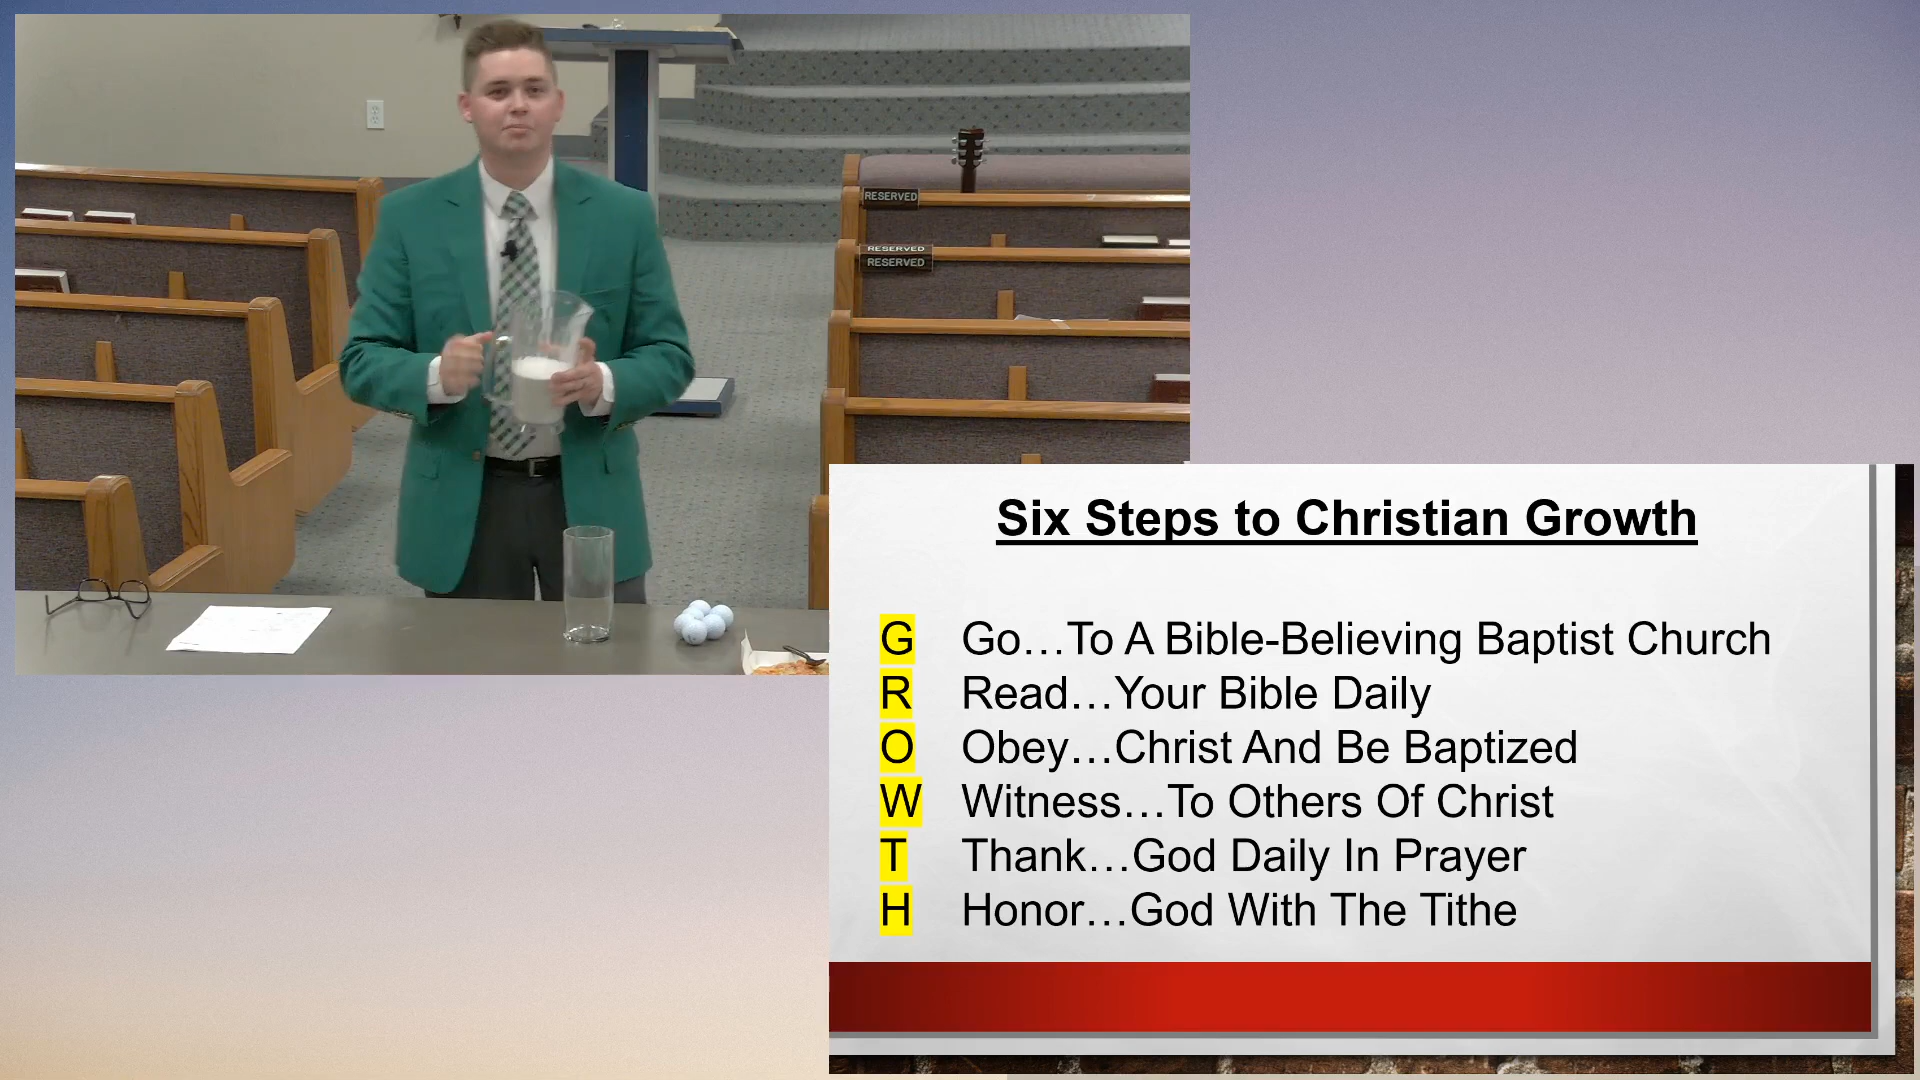 RESERVED
RESERVED
RESERVED
Six Steps to Christian Growth
G Go…To A Bible-Believing Baptist Church
R Read…Your Bible Daily
O Obey…Christ And Be Baptized
W Witness…To Others Of Christ
T Thank…God Daily In Prayer
H Honor…God With The Tithe